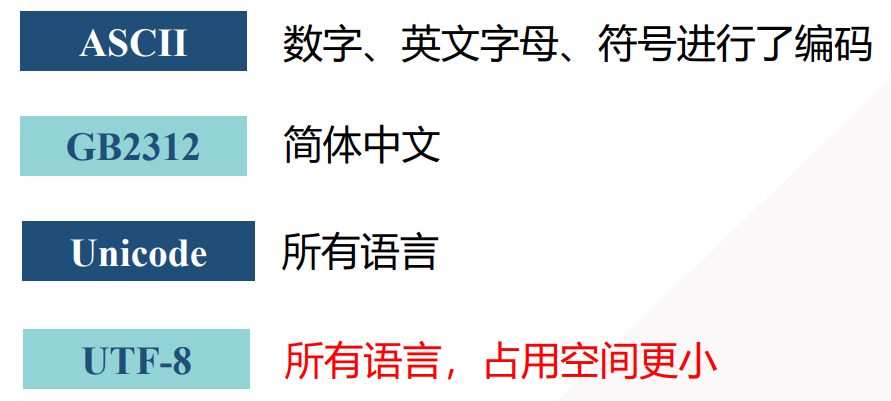 ASCII 数字、英文字母、符号进行了编码
GB2312 简体中文
Unicode 所有语言
UTF-8 所有语言，占用空间更小